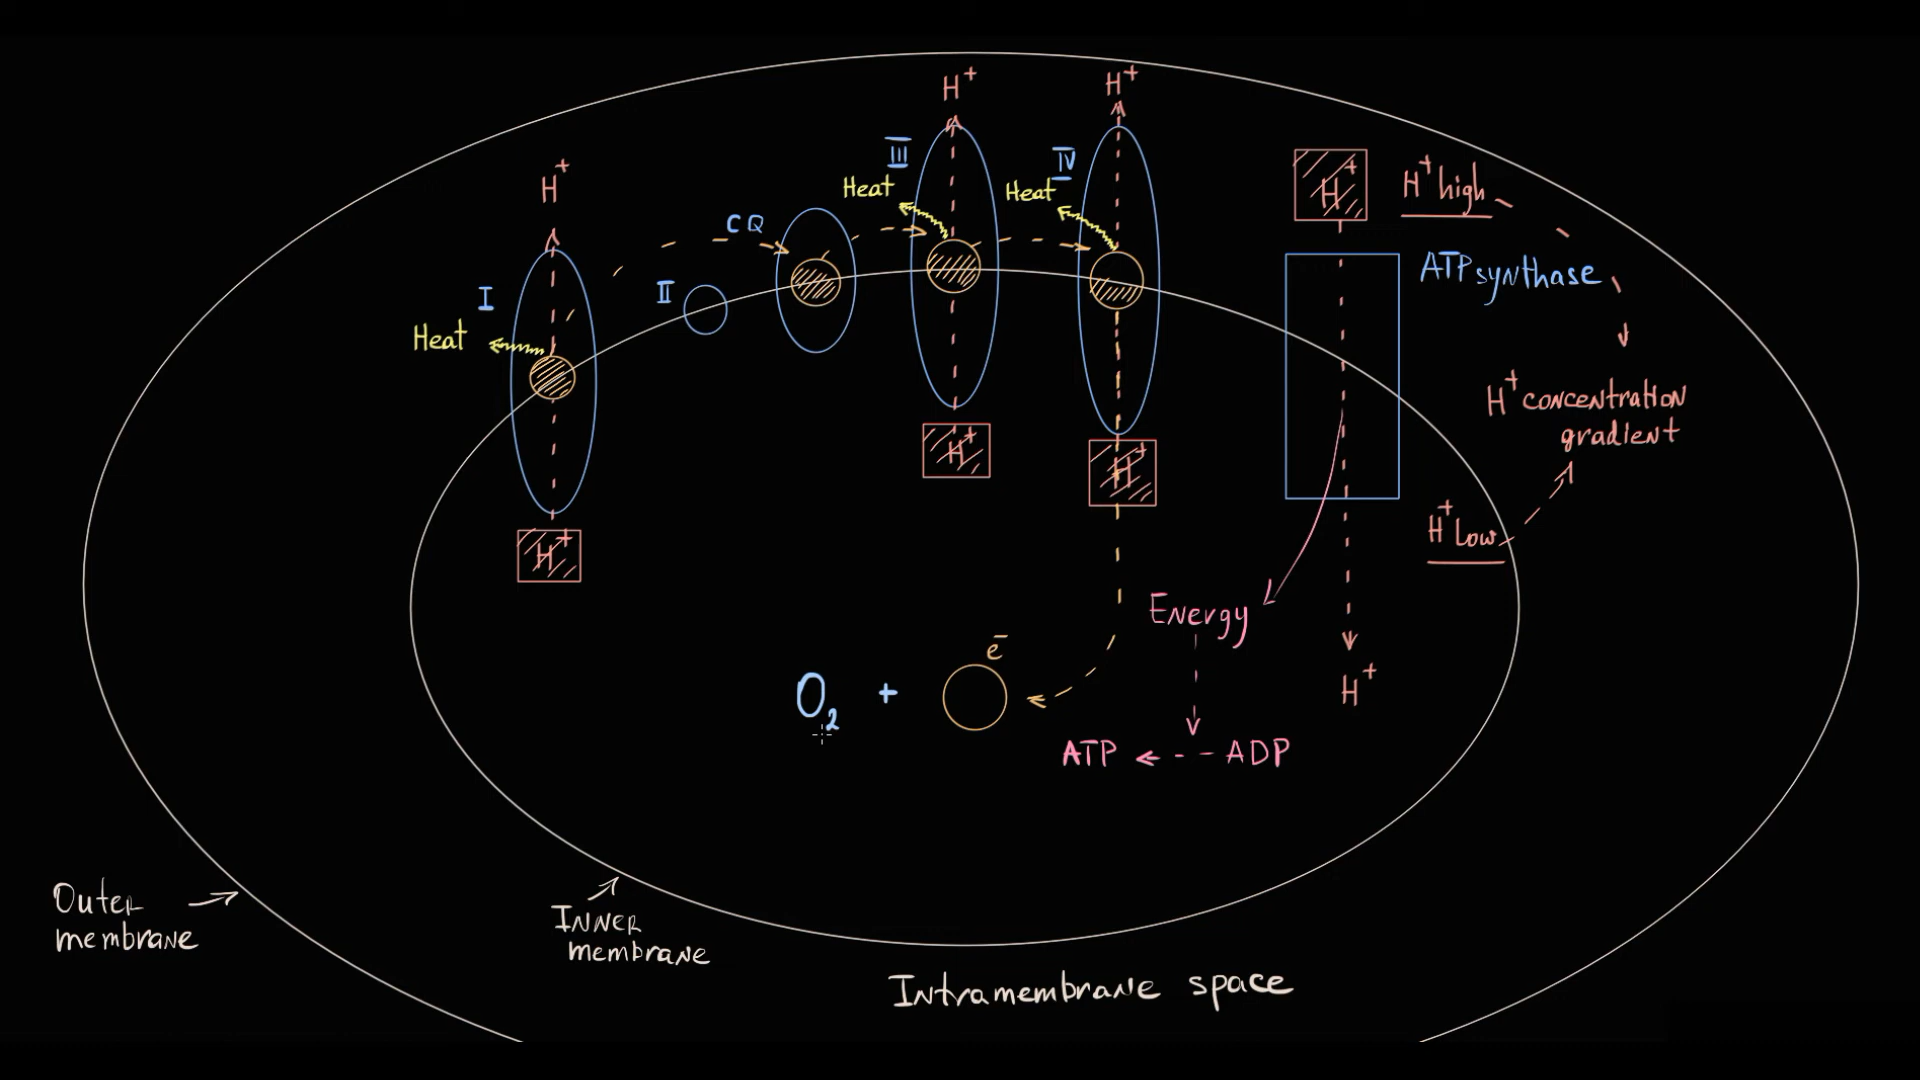 H+
H+
H+
III
IV
Heat
Heat
H+
H+ high
CQ
ATP synthase
I
II
Heat
H+ concentration
gradient
H+
H+
H+ Low
H+
Energy
e-
O2 +
H+
ATP ADP
Outer
membrane
Inner
membrane
Intramembrane space